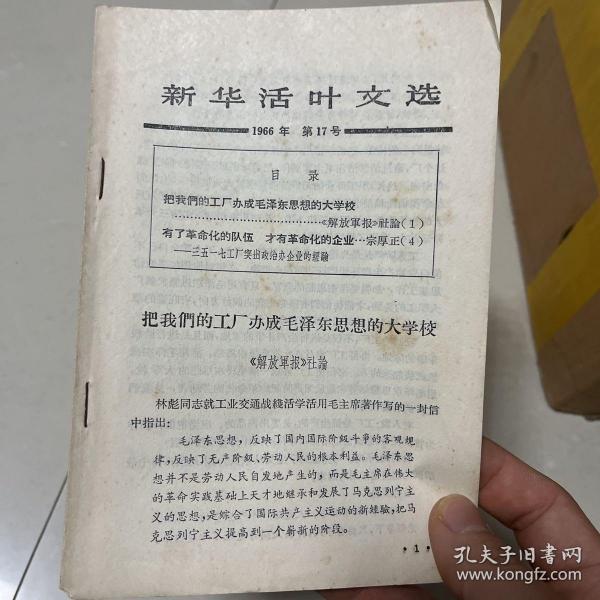 新华活叶文选
1966年 第17号
目录
把我們的工厂办成毛泽东思想的大学校
……………………………《解放軍报》社論(1)
有了革命化的队伍 才有革命化的企业…宗厚正(4)
——三五一七工厂突出政治办企业的經驗
把我們的工厂办成毛泽东思想的大学校
《解放軍报》社論
林彪同志就工业交通战綫活学活用毛主席著作写的一封信
中指出:
毛泽东思想,反映了国内国际阶級斗爭的客观規
律,反映了无产阶級、劳动人民的根本利益。毛泽东思
想并不是劳动人民自发地产生的,而是毛主席在伟大
的革命实践基础上天才地继承和发展了马克思列宁主
义的思想,是綜合了国际共产主义运动的新經驗,把马
克思列宁主义提高到一个嶄新的阶段。
·1·
孔夫子旧书网
www.kongfz.com